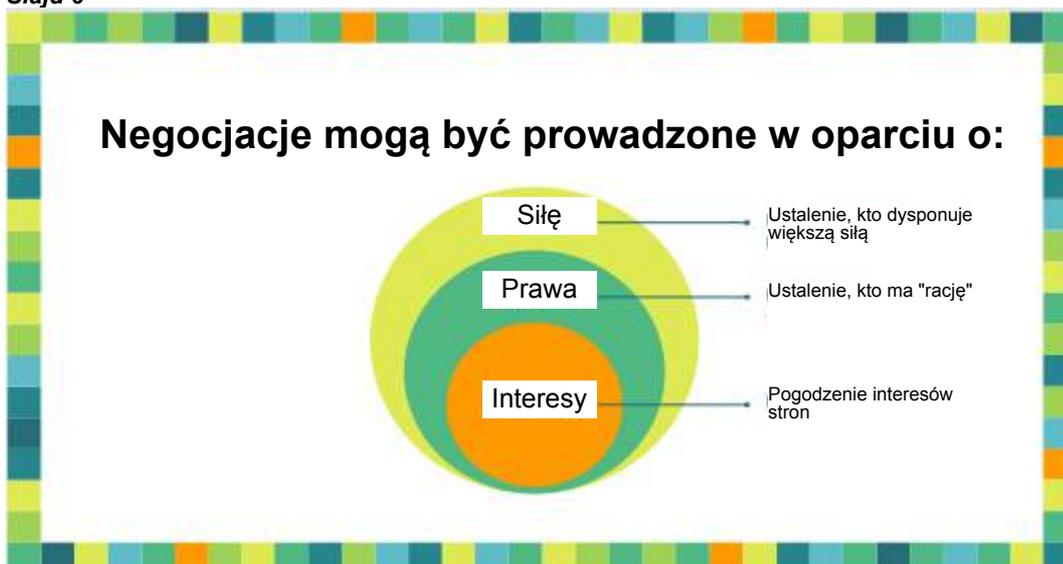 Negocjacje mogą być prowadzone w oparciu o:
Siłę
Ustalenie, kto dysponuje
większą siłą
Prawa
Ustalenie, kto ma "rację"
Interesy
Pogodzenie interesów
stron